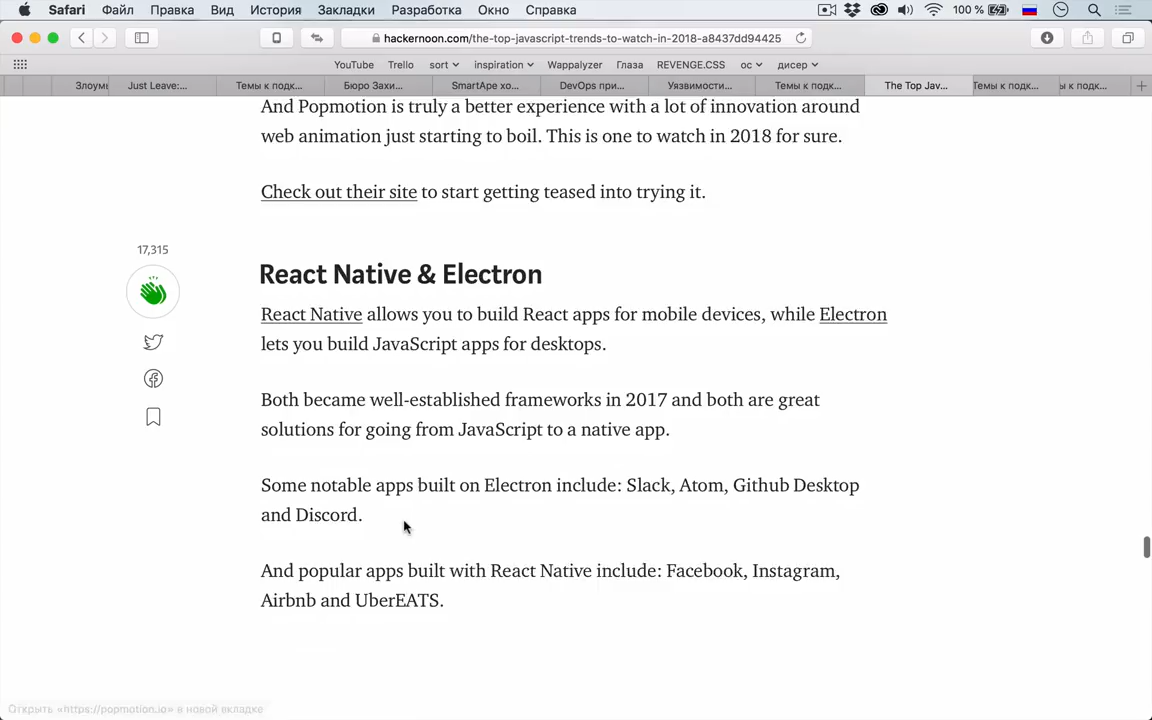 Safari Файл Правка Вид История Закладки Разработка Окно Справка 100 %
hackernoon.com/the-top-javascript-trends-to-watch-in-2018-a8437dd94425
YouTube Trello sort inspiration Wappalyzer Глаза REVENGE.CSS ос дисер
Злоумы Just Leave:... Темы к подк... Бюро Захи... SmartApe хо... DevOps при... Уязвимости... Темы к подк... The Top Jav... Темы к подк... ы к подк...
And Popmotion is truly a better experience with a lot of innovation around
web animation just starting to boil. This is one to watch in 2018 for sure.
Check out their site to start getting teased into trying it.
17,315
React Native & Electron
React Native allows you to build React apps for mobile devices, while Electron
lets you build JavaScript apps for desktops.
Both became well-established frameworks in 2017 and both are great
solutions for going from JavaScript to a native app.
Some notable apps built on Electron include: Slack, Atom, Github Desktop
and Discord.
And popular apps built with React Native include: Facebook, Instagram,
Airbnb and UberEATS.
Открыть «https://popmotion.io» в новой вкладке